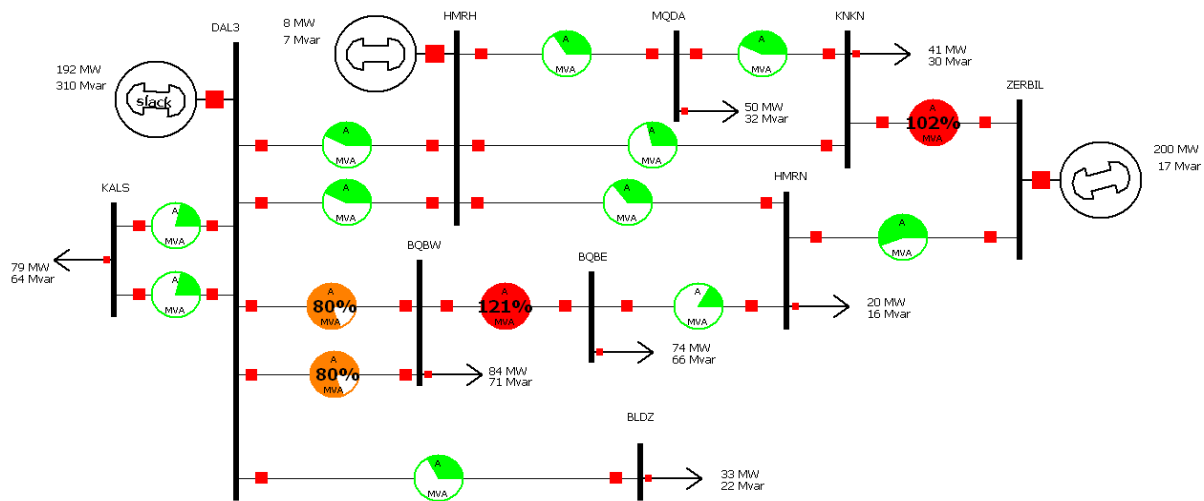 DAL3
8 MW
7 Mvar
HMRH
MQDA
KNKN
192 MW
310 Mvar
slack
A
MVA
A
MVA
41 MW
30 Mvar
ZERBIL
50 MW
32 Mvar
A
102%
MVA
A
MVA
A
MVA
200 MW
17 Mvar
KALS
A
MVA
A
MVA
HMRN
A
MVA
A
MVA
79 MW
64 Mvar
BQBW
BQBE
A
MVA
A
80%
MVA
A
121%
MVA
A
MVA
20 MW
16 Mvar
74 MW
66 Mvar
A
80%
MVA
84 MW
71 Mvar
BLDZ
A
MVA
33 MW
22 Mvar